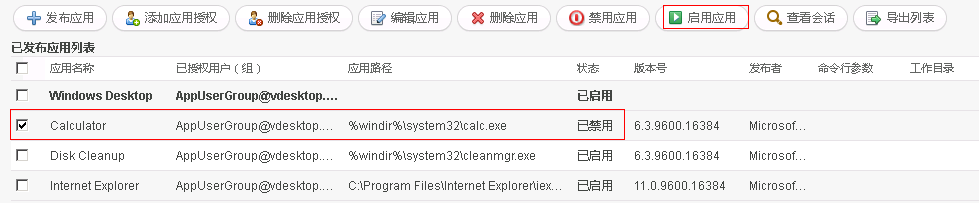 发布应用 添加应用授权 删除应用授权 编辑应用 删除应用 禁用应用 启用应用 查看会话 导出列表
已发布应用列表
应用名称 已授权用户（组） 应用路径 状态 版本号 发布者 命令行参数 工作目录
Windows Desktop AppUserGroup@vdesktop.... 已启用
Calculator AppUserGroup@vdesktop.... %windir%\system32\calc.exe 已禁用 6.3.9600.16384 Microsof...
Disk Cleanup AppUserGroup@vdesktop.... %windir%\system32\cleanmgr.exe 已启用 6.3.9600.16384 Microsof...
Internet Explorer AppUserGroup@vdesktop.... C:\Program Files\Internet Explorer\iex... 已启用 11.0.9600.16384 Microsof...